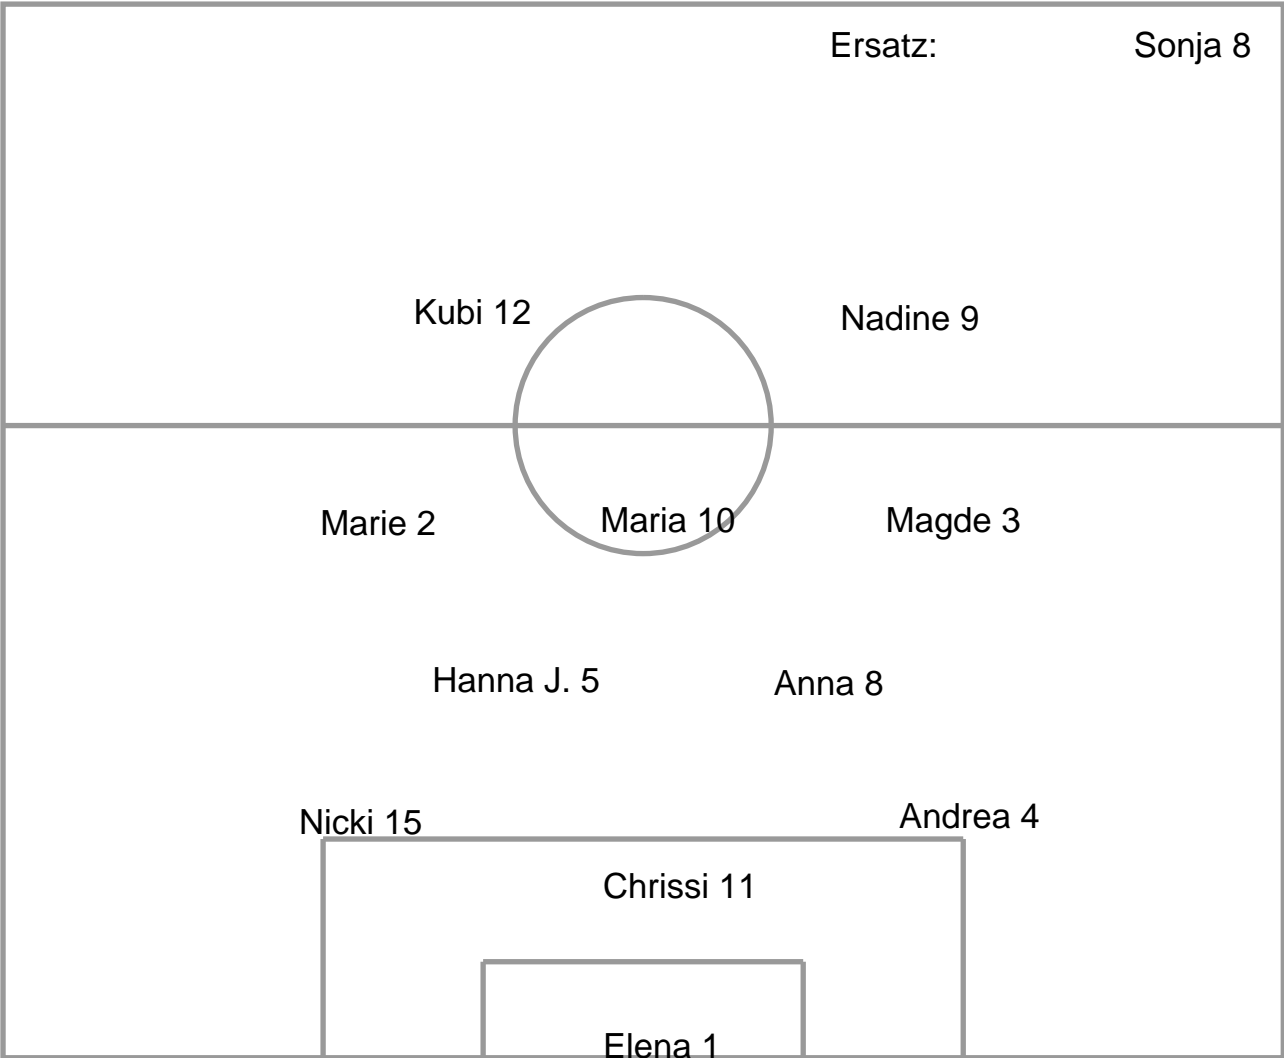 Ersatz: Sonja 8
Kubi 12 Nadine 9
Marie 2 Maria 10 Magde 3
Hanna J. 5 Anna 8
Nicki 15 Andrea 4
Chrissi 11
Elena 1